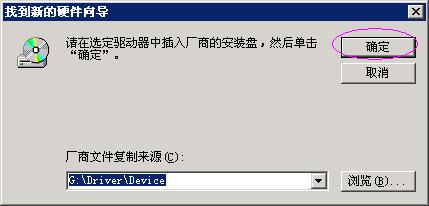 找到新的硬件向导
请在选定驱动器中插入厂商的安装盘，然后单击
“确定”。
确定
取消
厂商文件复制来源(C):
G:\Driver\Device
浏览(B)...